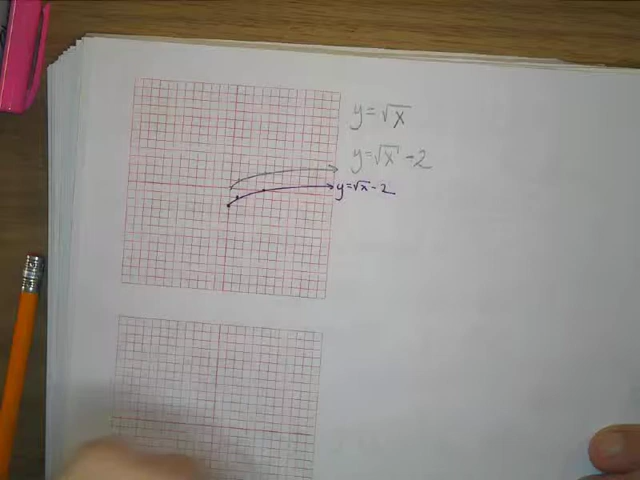 y=√x
y=√x -2
y=√x-2